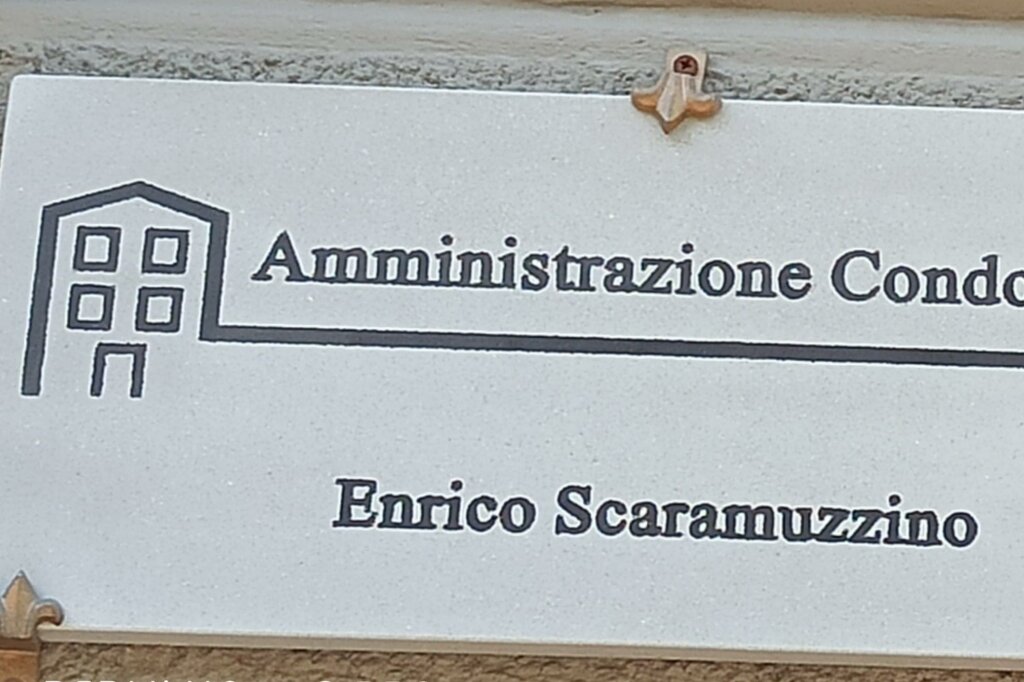 Amministrazione Condo
Enrico Scaramuzzino